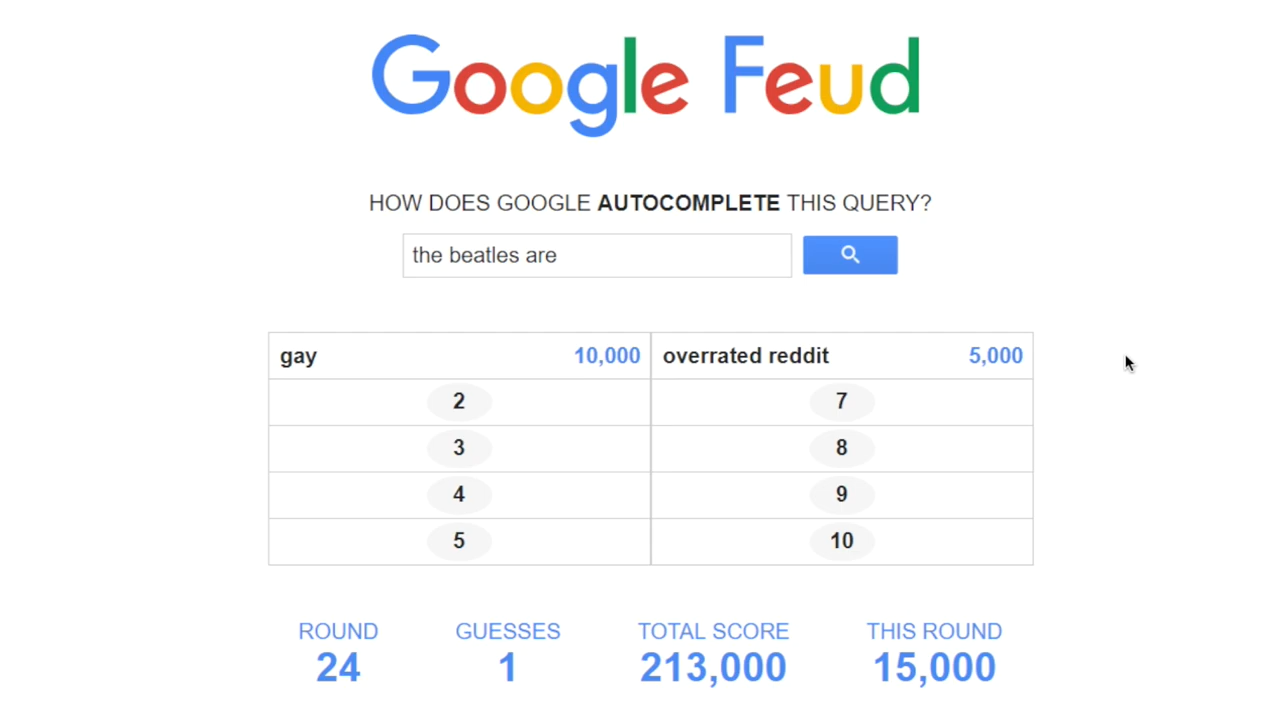 Google Feud
HOW DOES GOOGLE AUTOCOMPLETE THIS QUERY?
the beatles are
gay 10,000 overrated reddit 5,000
2 7
3 8
4 9
5 10
ROUND GUESSES TOTAL SCORE THIS ROUND
24 1 213,000 15,000